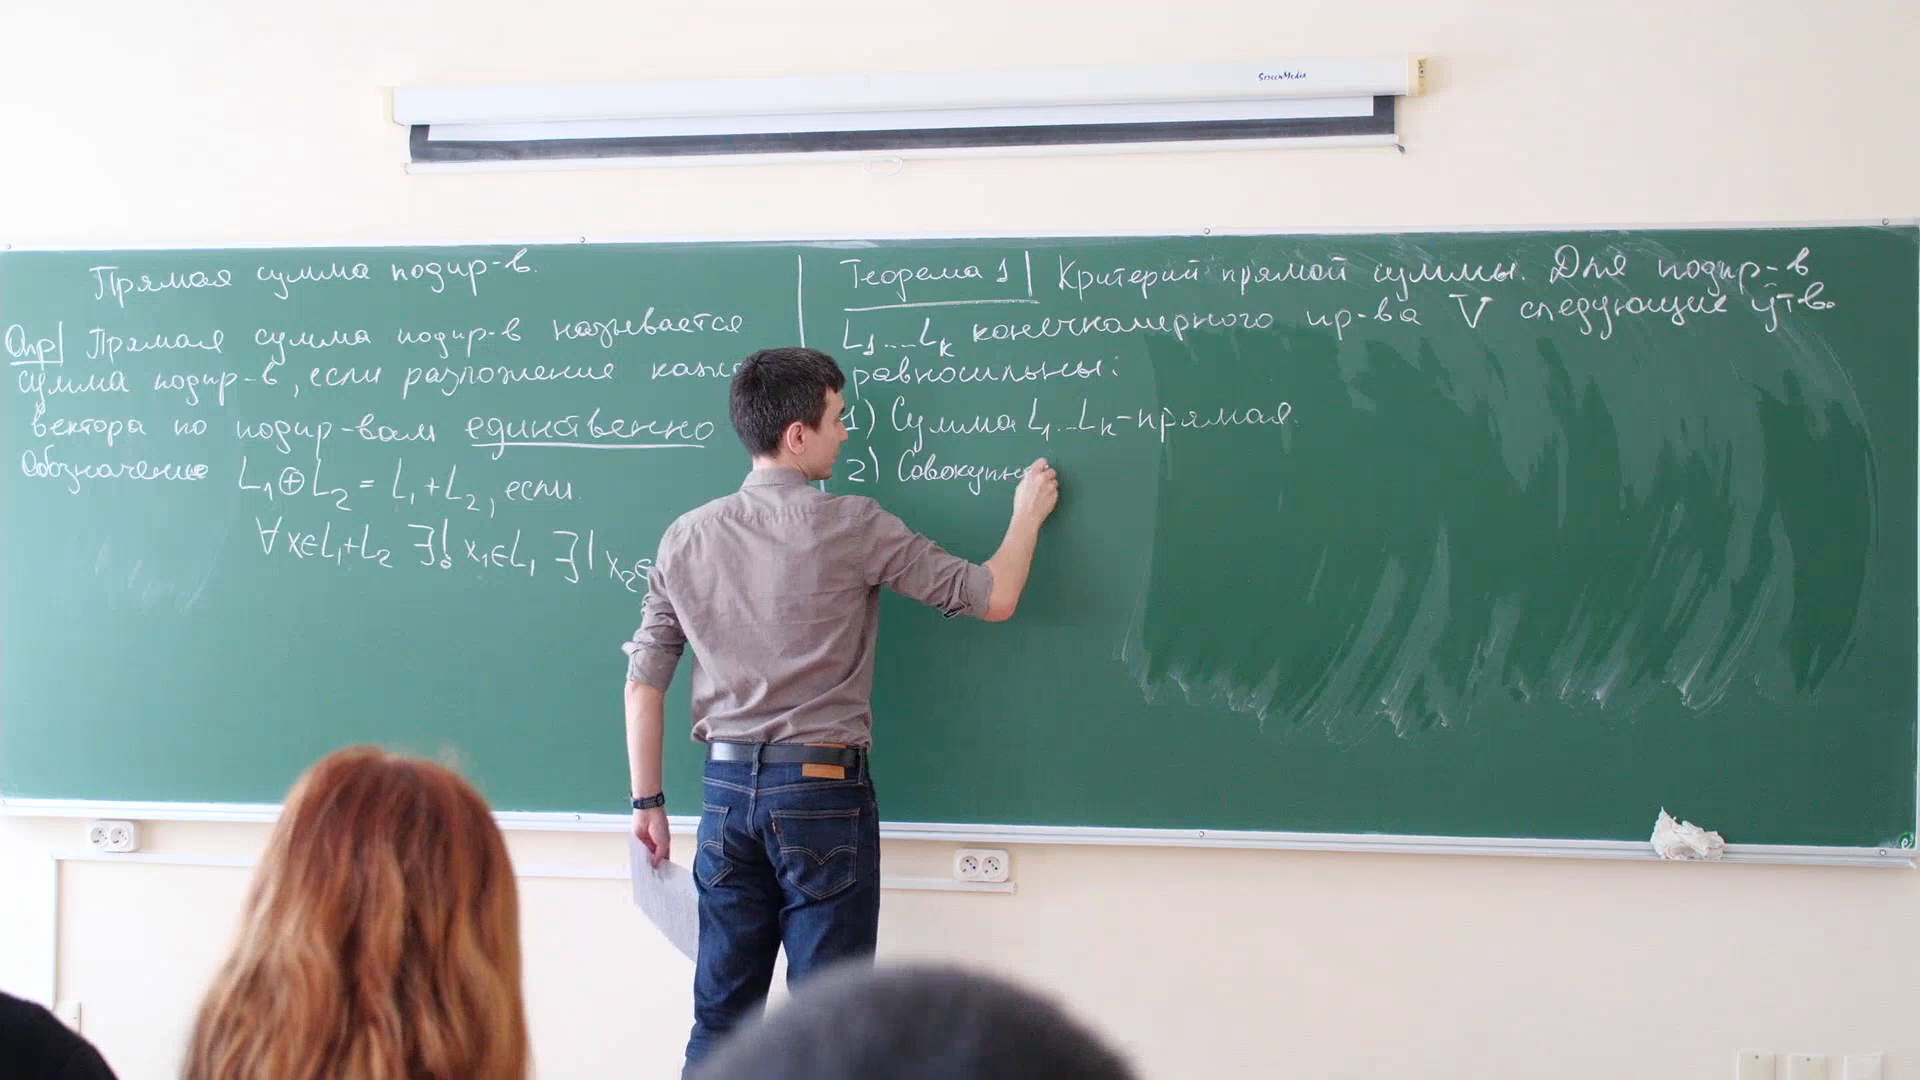 ScreenMedia
Прямая сумма подпр-в.
Опр| Прямая сумма подпр-в называется
сумма подпр-в, если разложение
вектора по подпр-вам единственно
Обозначение L₁⊕L₂ = L₁+L₂, если
∀x∈L₁+L₂ ∃! x₁∈L₁ ∃! x₂∈
Теорема 1| Критерий прямой суммы. Для подпр-в
L₁...Lₖ конечномерного пр-ва V следующие утв.
равносильны:
1) Сумма L₁...Lₖ-прямая.
2) Совокупн